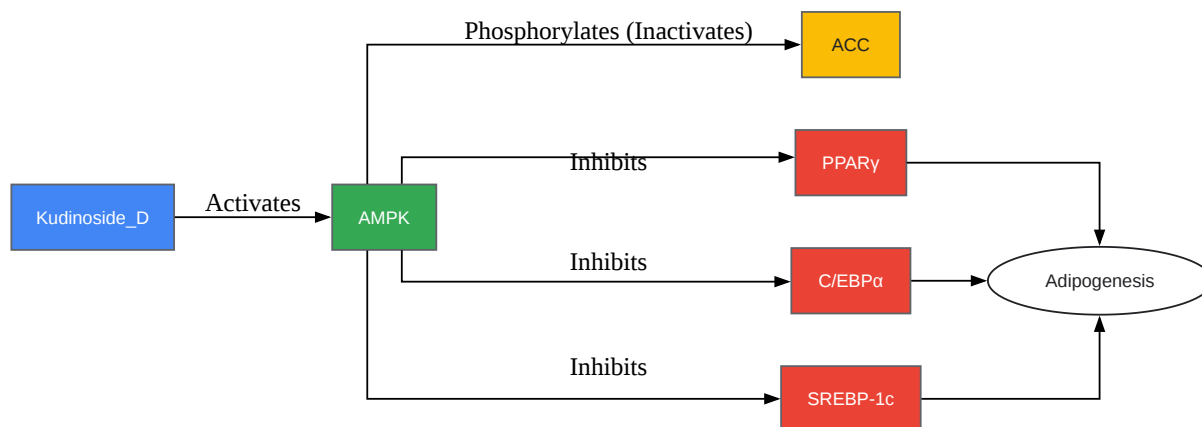 Phosphorylates (Inactivates)
ACC
Inhibits
PPARγ
Kudinoside_D
Activates
AMPK
Inhibits
C/EBPα
Adipogenesis
Inhibits
SREBP-1c